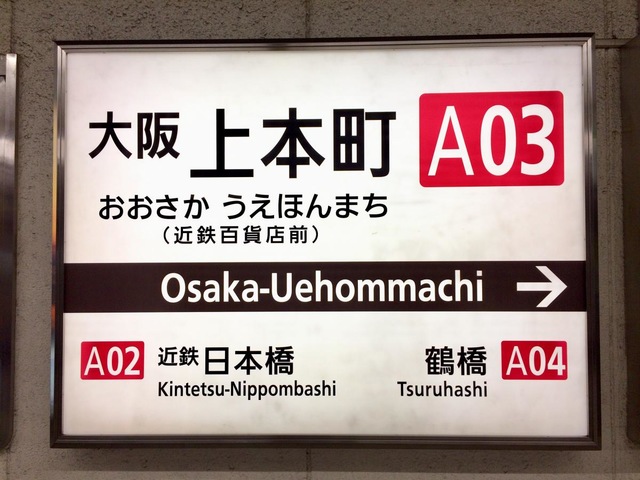 大阪 上本町 A03
おおさか うえほんまち
（近鉄百貨店前）
Osaka-Uehommachi →
A02 近鉄日本橋 鶴橋 A04
Kintetsu-Nippombashi Tsuruhashi